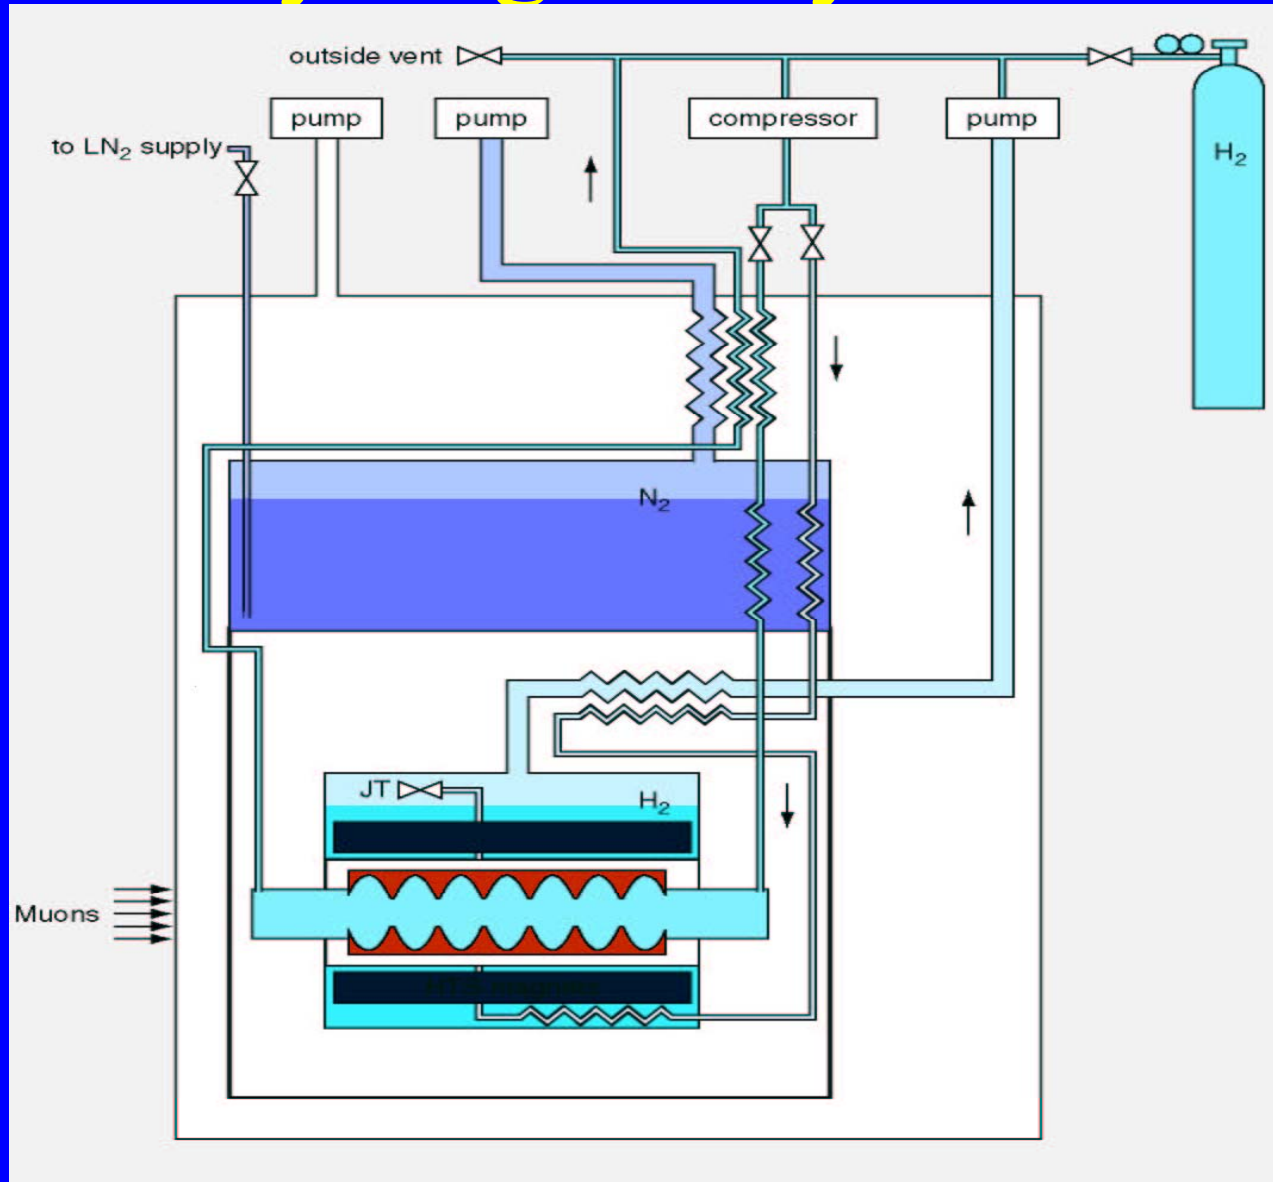 outside vent
pump
pump
compressor
pump
to LN₂ supply
H₂
N₂
JT
H₂
Muons